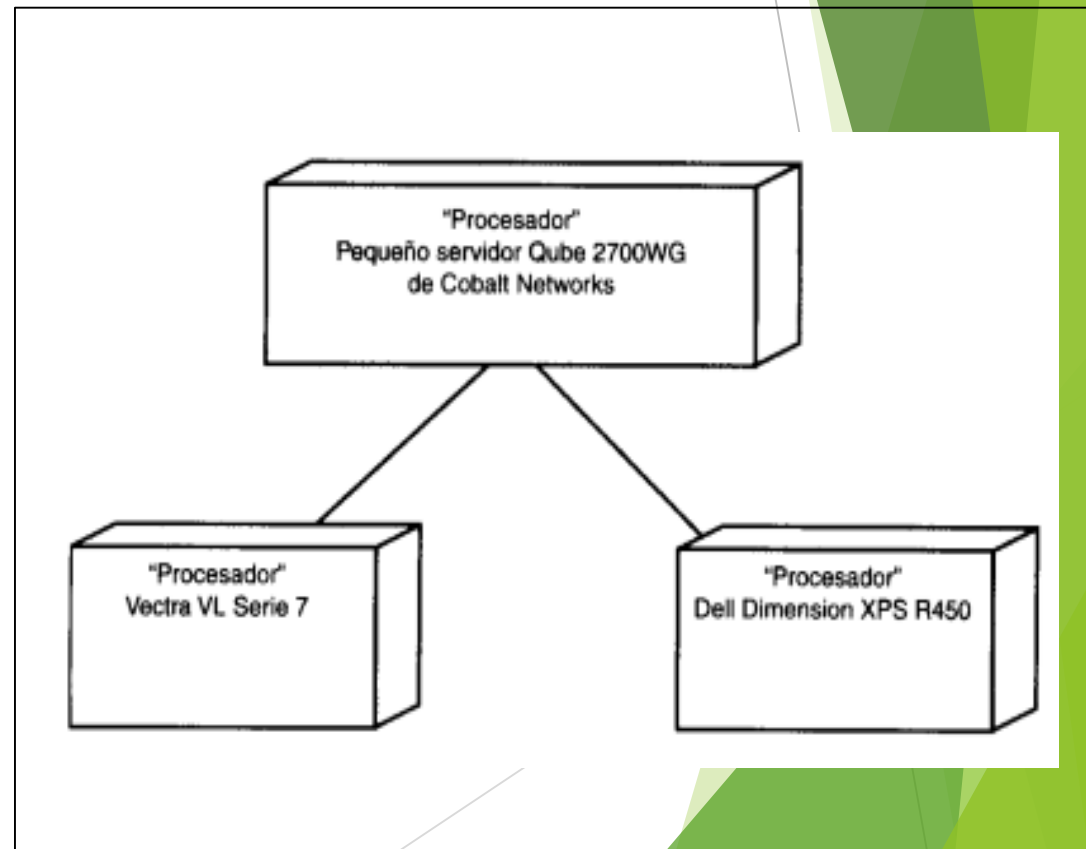 "Procesador"
Pequeño servidor Qube 2700WG
de Cobalt Networks
"Procesador"
Vectra VL Serie 7
"Procesador"
Dell Dimension XPS R450